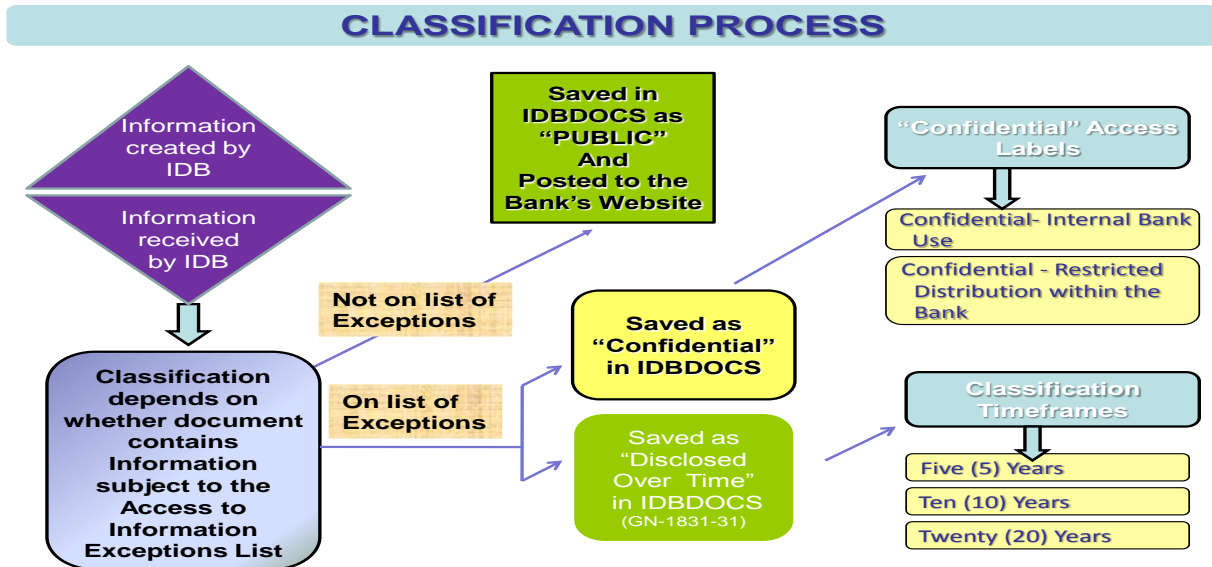 CLASSIFICATION PROCESS
Information
created by
IDB
Information
received
by IDB
Classification
depends on
whether document
contains
Information
subject to the
Access to
Information
Exceptions List
Not on list of
Exceptions
On list of
Exceptions
Saved in
IDBDOCS as
“PUBLIC”
And
Posted to the
Bank’s Website
Saved as
“Confidential”
in IDBDOCS
Saved as
“Disclosed
Over Time”
in IDBDOCS
(GN-1831-31)
“Confidential” Access
Labels
Confidential- Internal Bank
Use
Confidential - Restricted
Distribution within the
Bank
Classification
Timeframes
Five (5) Years
Ten (10) Years
Twenty (20) Years